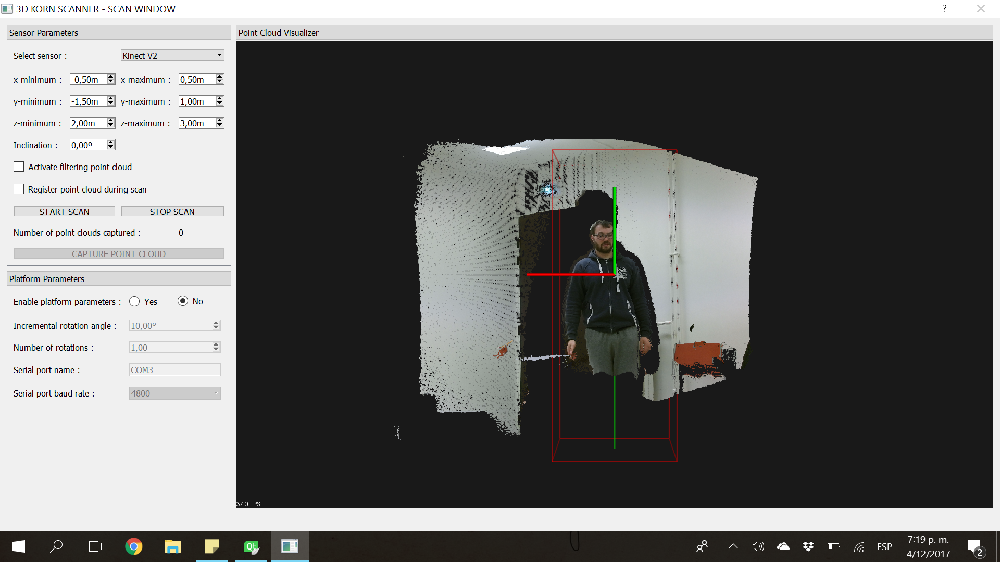 3D KORN SCANNER - SCAN WINDOW
?
Sensor Parameters
Select sensor :
Kinect V2
x-minimum :
-0,50m
x-maximum :
0,50m
y-minimum :
-1,50m
y-maximum :
1,00m
z-minimum :
2,00m
z-maximum :
3,00m
Inclination :
0,00º
Activate filtering point cloud
Register point cloud during scan
START SCAN
STOP SCAN
Number of point clouds captured :
0
CAPTURE POINT CLOUD
Platform Parameters
Enable platform parameters :
Yes
No
Incremental rotation angle :
10,00°
Number of rotations :
1,00
Serial port name :
COM3
Serial port baud rate :
4800
Point Cloud Visualizer
37.0 FPS
Qt
ESP
7:19 p. m.
4/12/2017
2